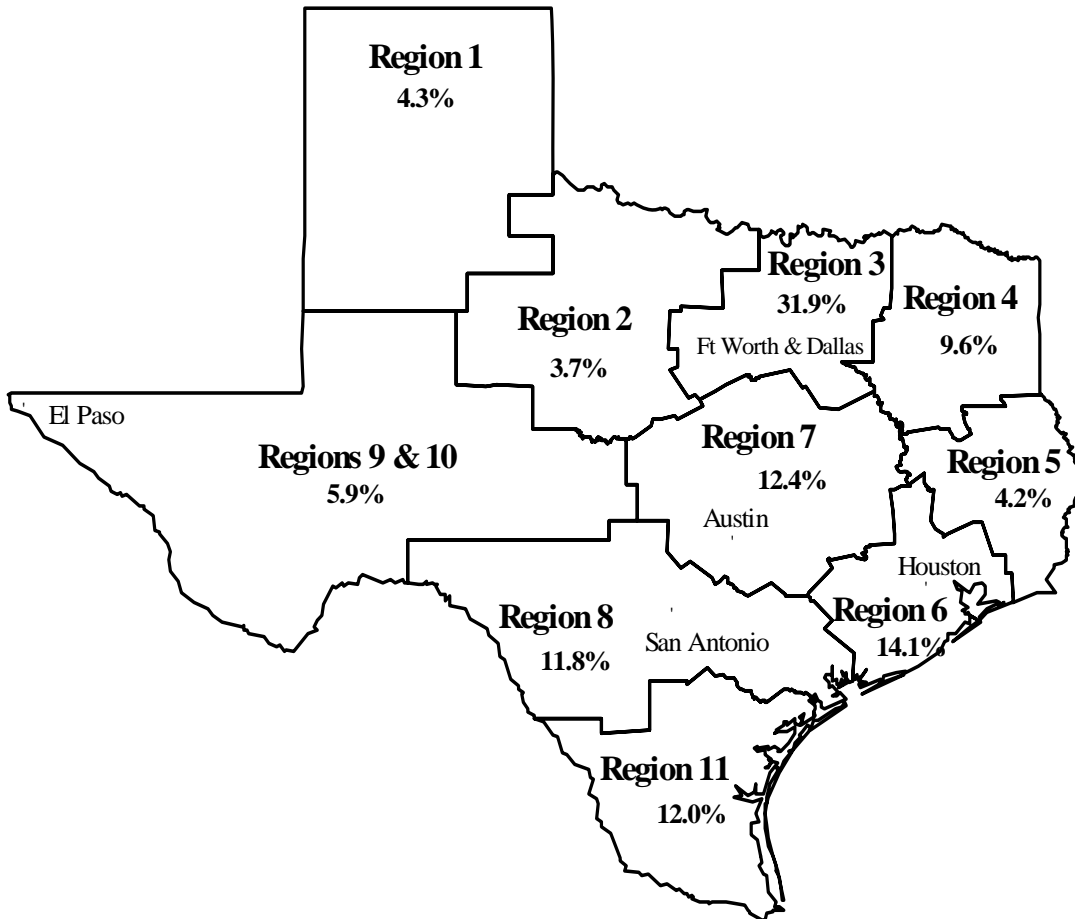 Region 1
4.3%
Region 3
31.9%
Region 4
9.6%
Region 2
3.7%
Ft Worth & Dallas
El Paso
Regions 9 & 10
5.9%
Region 7
12.4%
Austin
Region 5
4.2%
Houston
Region 6
14.1%
Region 8
11.8%
San Antonio
Region 11
12.0%